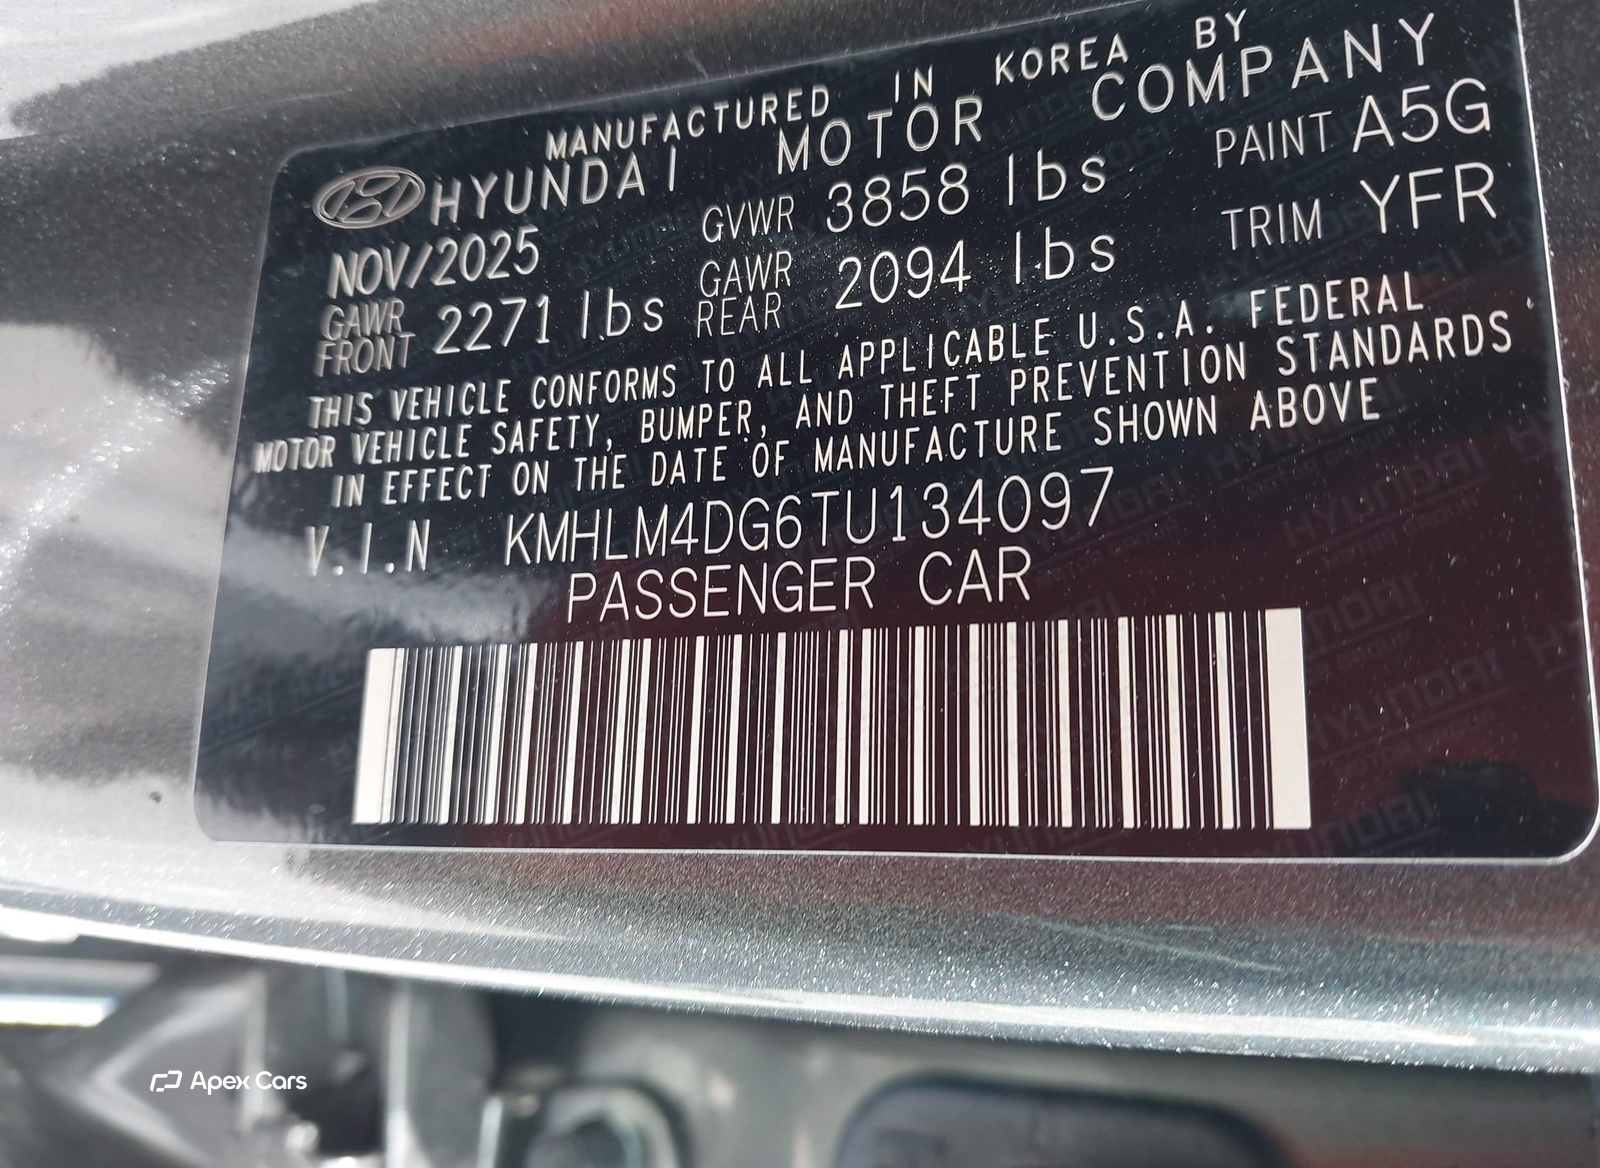 MANUFACTURED IN KOREA BY
HYUNDAI MOTOR COMPANY
NOV/2025 GVWR 3858 lbs PAINT A5G
GAWR FRONT 2271 lbs GAWR REAR 2094 lbs TRIM YFR
THIS VEHICLE CONFORMS TO ALL APPLICABLE U.S.A. FEDERAL
MOTOR VEHICLE SAFETY, BUMPER, AND THEFT PREVENTION STANDARDS
IN EFFECT ON THE DATE OF MANUFACTURE SHOWN ABOVE
V.I.N KMHLM4DG6TU134097
PASSENGER CAR
Apex Cars